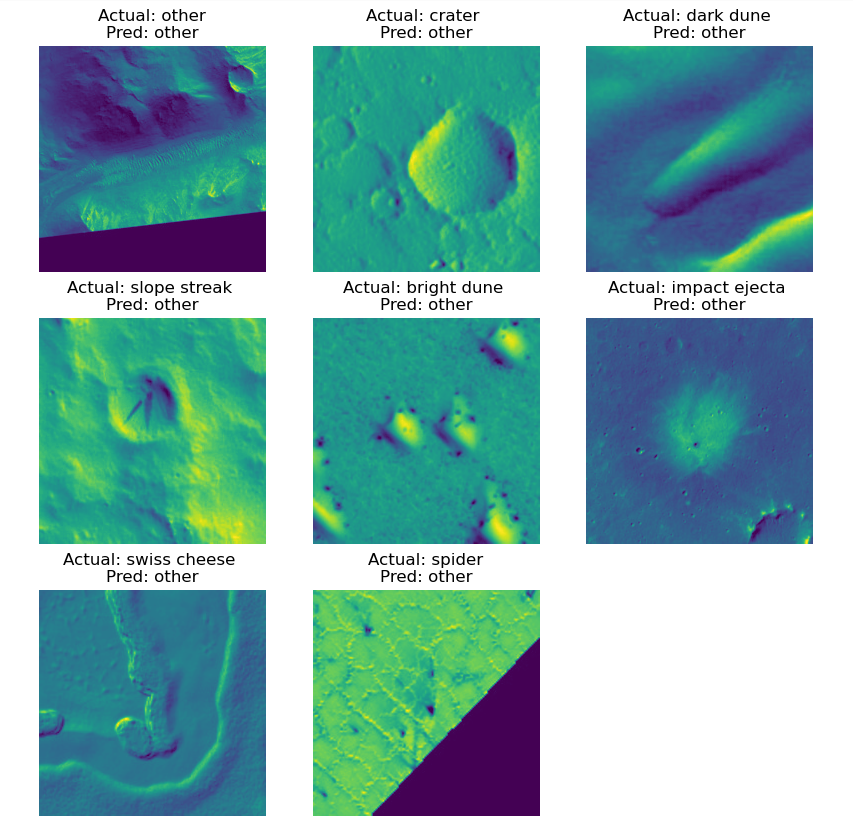 Actual: other
Pred: other
Actual: crater
Pred: other
Actual: dark dune
Pred: other
Actual: slope streak
Pred: other
Actual: bright dune
Pred: other
Actual: impact ejecta
Pred: other
Actual: swiss cheese
Pred: other
Actual: spider
Pred: other